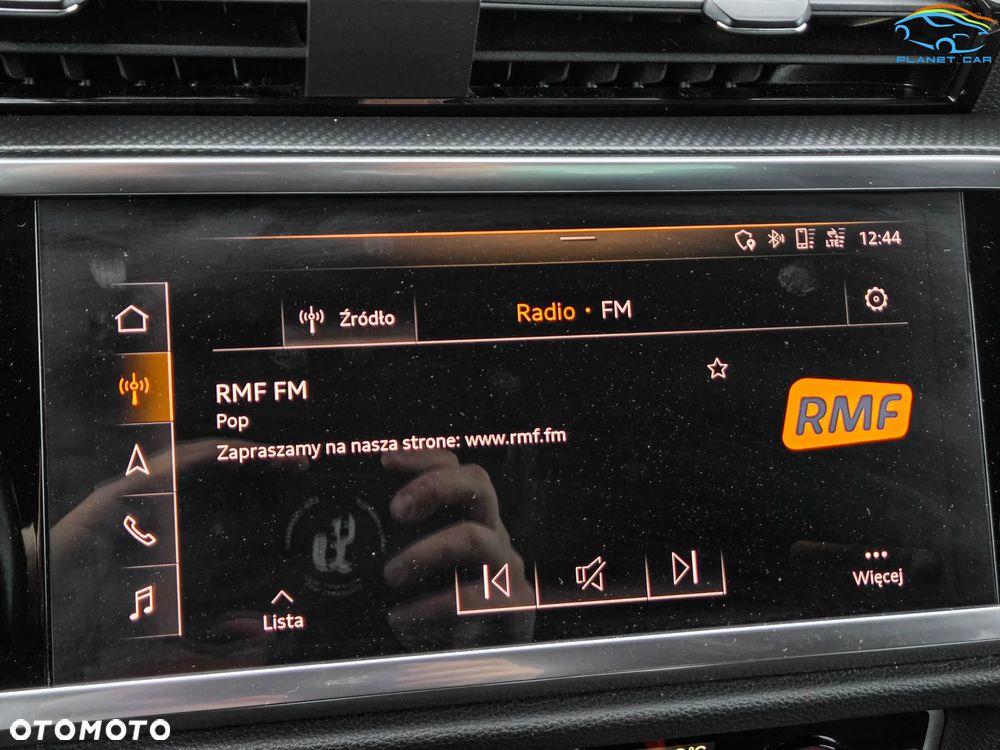 PLANET CAR
LTE 12:44
Źródło
Radio · FM
RMF FM
Pop
Zapraszamy na nasza strone: www.rmf.fm
RMF
Lista
Więcej
OTOMOTO